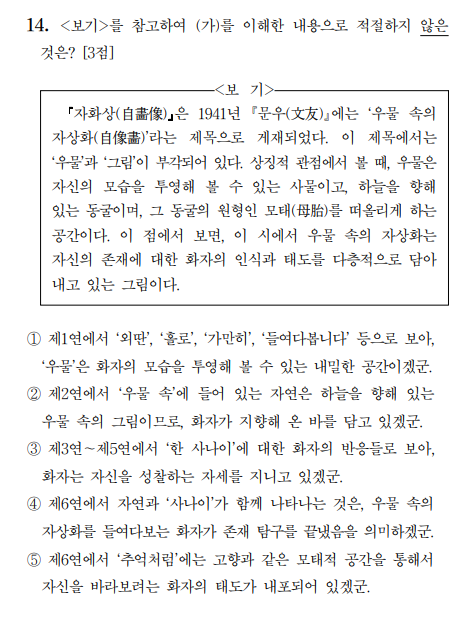 14. <보기>를 참고하여 (가)를 이해한 내용으로 적절하지 않은
것은? [3점]
<보 기>
「자화상(自畵像)」은 1941년 『문우(文友)』에는 ‘우물 속의
자상화(自像畵)’라는 제목으로 게재되었다. 이 제목에서는
‘우물’과 ‘그림’이 부각되어 있다. 상징적 관점에서 볼 때, 우물은
자신의 모습을 투영해 볼 수 있는 사물이고, 하늘을 향해
있는 동굴이며, 그 동굴의 원형인 모태(母胎)를 떠올리게 하는
공간이다. 이 점에서 보면, 이 시에서 우물 속의 자상화는
자신의 존재에 대한 화자의 인식과 태도를 다층적으로 담아
내고 있는 그림이다.
① 제1연에서 ‘외딴’, ‘홀로’, ‘가만히’, ‘들여다봅니다’ 등으로 보아,
‘우물’은 화자의 모습을 투영해 볼 수 있는 내밀한 공간이겠군.
② 제2연에서 ‘우물 속’에 들어 있는 자연은 하늘을 향해 있는
우물 속의 그림이므로, 화자가 지향해 온 바를 담고 있겠군.
③ 제3연～제5연에서 ‘한 사나이’에 대한 화자의 반응들로 보아,
화자는 자신을 성찰하는 자세를 지니고 있겠군.
④ 제6연에서 자연과 ‘사나이’가 함께 나타나는 것은, 우물 속의
자상화를 들여다보는 화자가 존재 탐구를 끝냈음을 의미하겠군.
⑤ 제6연에서 ‘추억처럼’에는 고향과 같은 모태적 공간을 통해서
자신을 바라보려는 화자의 태도가 내포되어 있겠군.